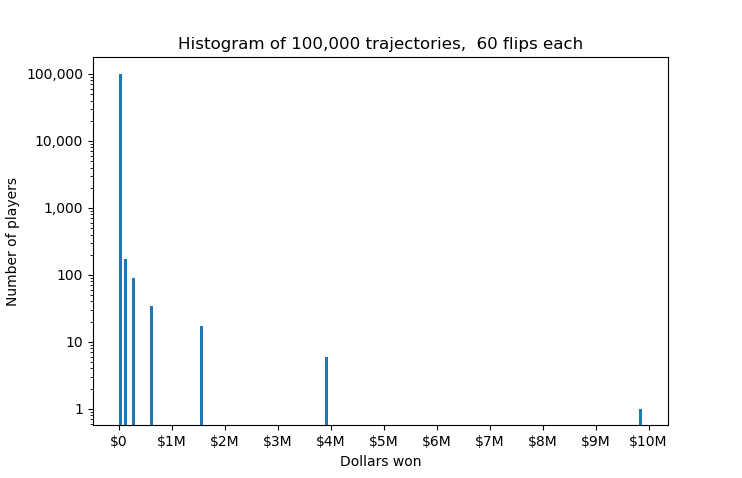 Histogram of 100,000 trajectories,  60 flips each
100,000
10,000
1,000
100
10
1
Number of players
$0 $1M $2M $3M $4M $5M $6M $7M $8M $9M $10M
Dollars won